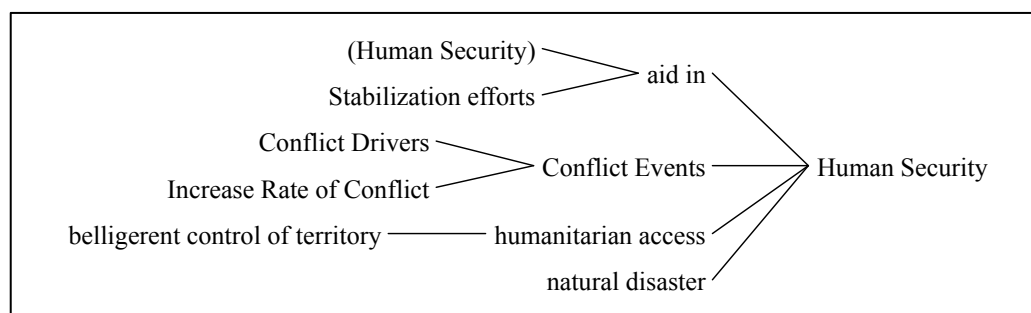 (Human Security)
aid in
Stabilization efforts
Conflict Drivers
Conflict Events
Human Security
Increase Rate of Conflict
belligerent control of territory
humanitarian access
natural disaster